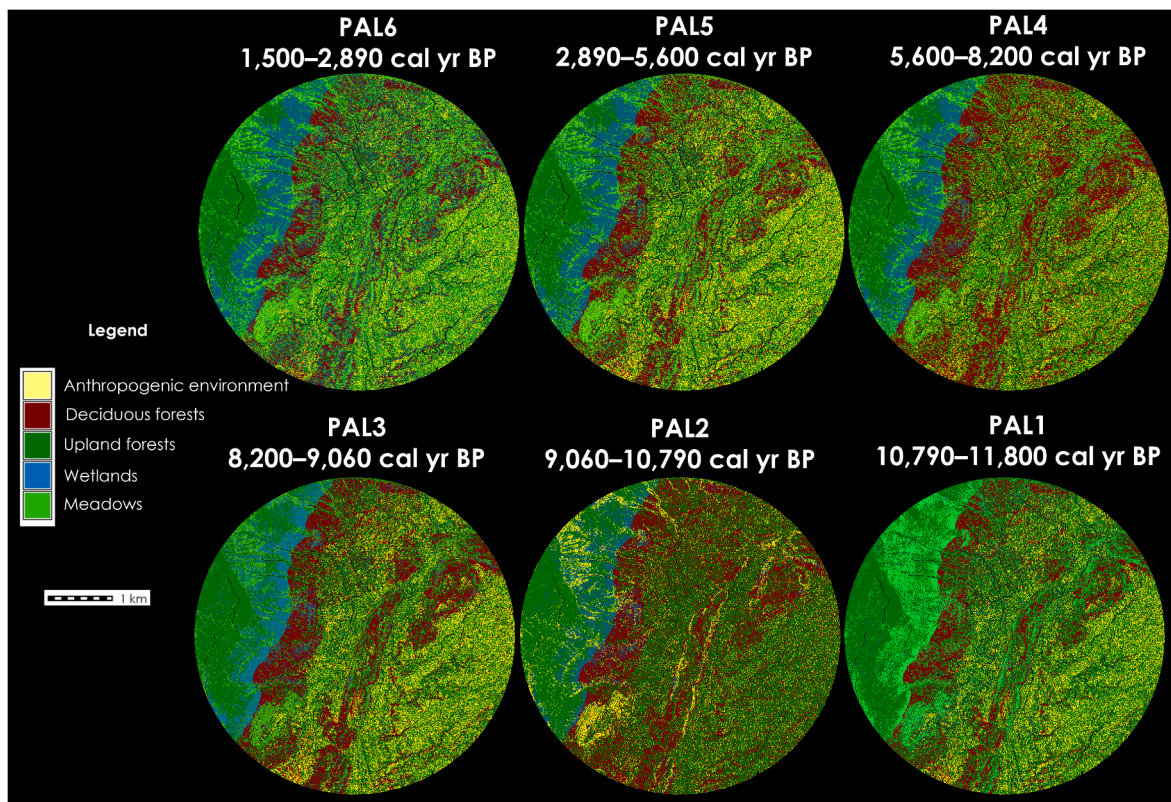 PAL6
1,500–2,890 cal yr BP
PAL5
2,890–5,600 cal yr BP
PAL4
5,600–8,200 cal yr BP
Legend
Anthropogenic environment
Deciduous forests
Upland forests
Wetlands
Meadows
1 km
PAL3
8,200–9,060 cal yr BP
PAL2
9,060–10,790 cal yr BP
PAL1
10,790–11,800 cal yr BP